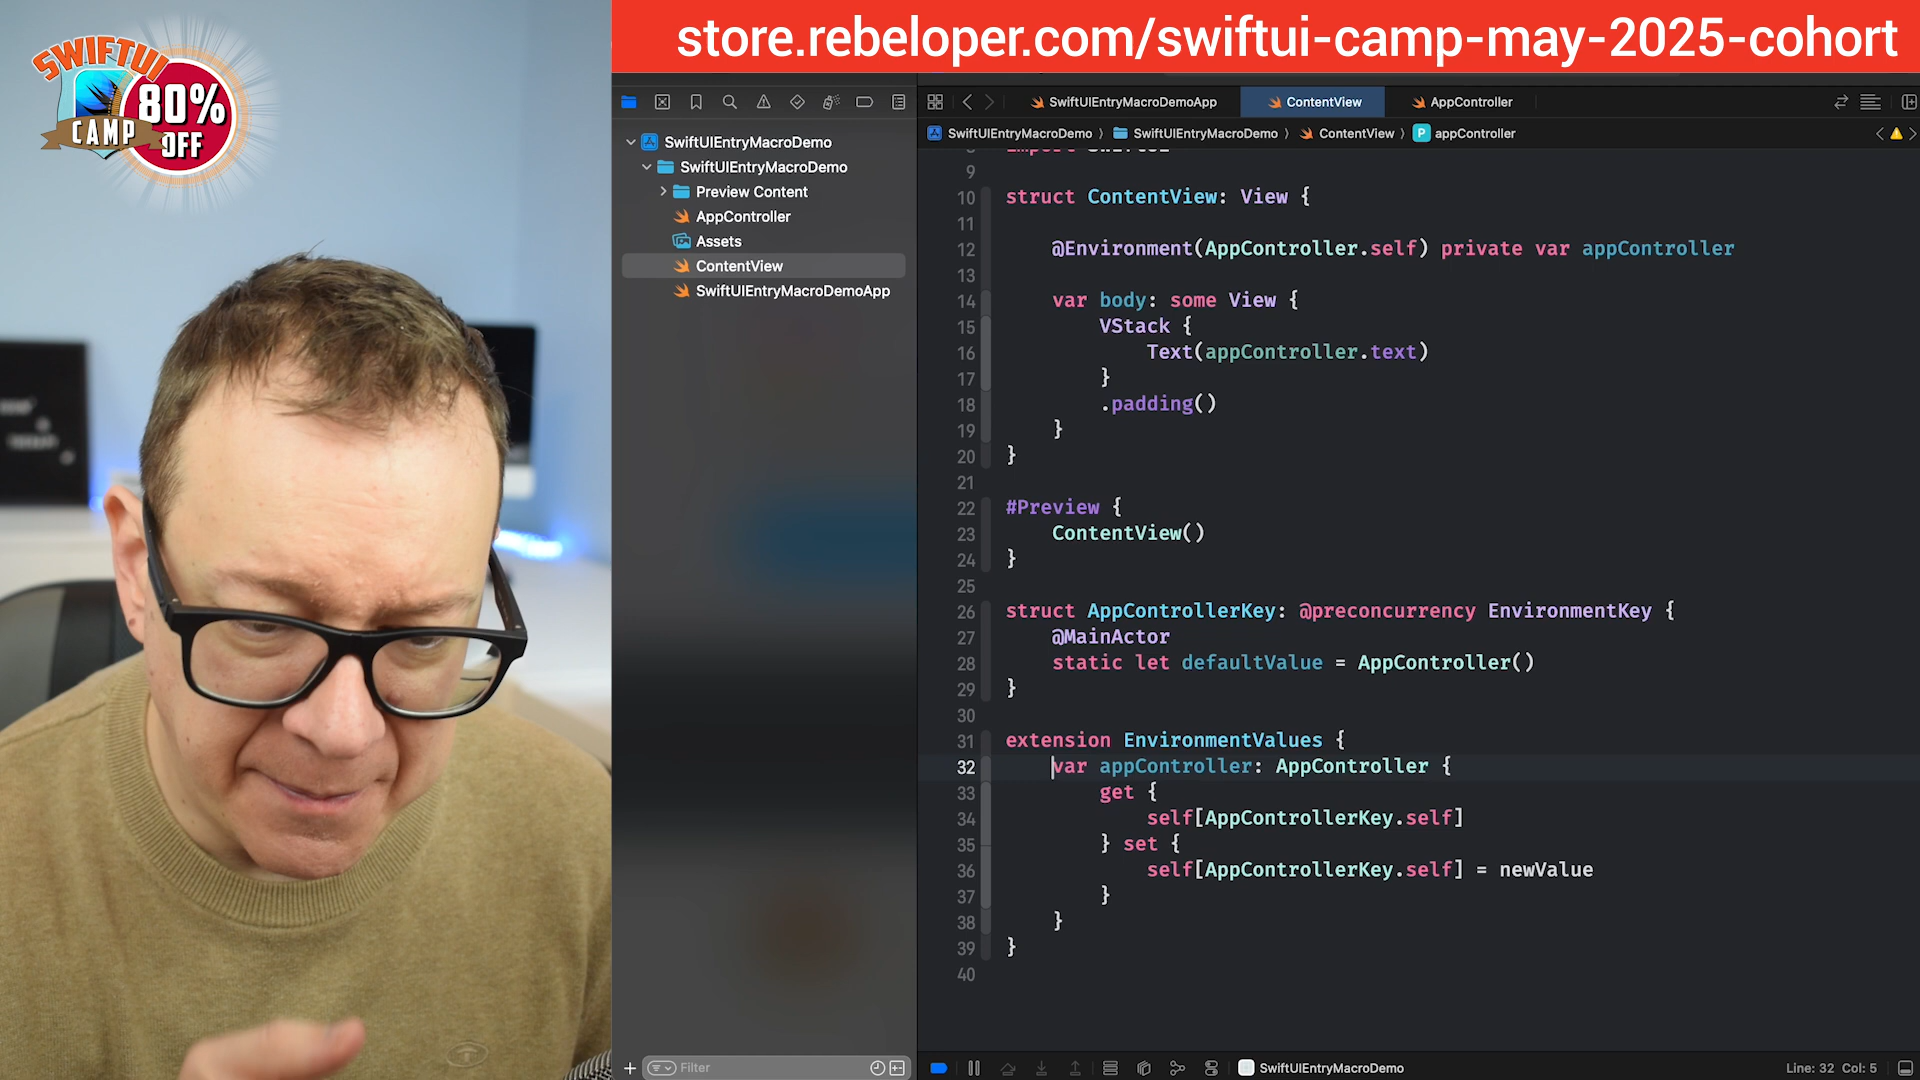 store.rebeloper.com/swiftui-camp-may-2025-cohort
SWIFTUI
CAMP
80%
OFF
SwiftUIEntryMacroDemoApp
ContentView
AppController
SwiftUIEntryMacroDemo
SwiftUIEntryMacroDemo
ContentView
P appController
SwiftUIEntryMacroDemo
SwiftUIEntryMacroDemo
Preview Content
AppController
Assets
ContentView
SwiftUIEntryMacroDemoApp
9
10 struct ContentView: View {
11
12 @Environment(AppController.self) private var appController
13
14 var body: some View {
15 VStack {
16 Text(appController.text)
17 }
18 .padding()
19 }
20 }
21
22 #Preview {
23 ContentView()
24 }
25
26 struct AppControllerKey: @preconcurrency EnvironmentKey {
27 @MainActor
28 static let defaultValue = AppController()
29 }
30
31 extension EnvironmentValues {
32 var appController: AppController {
33 get {
34 self[AppControllerKey.self]
35 } set {
36 self[AppControllerKey.self] = newValue
37 }
38 }
39 }
40
Filter
SwiftUIEntryMacroDemo
Line: 32 Col: 5